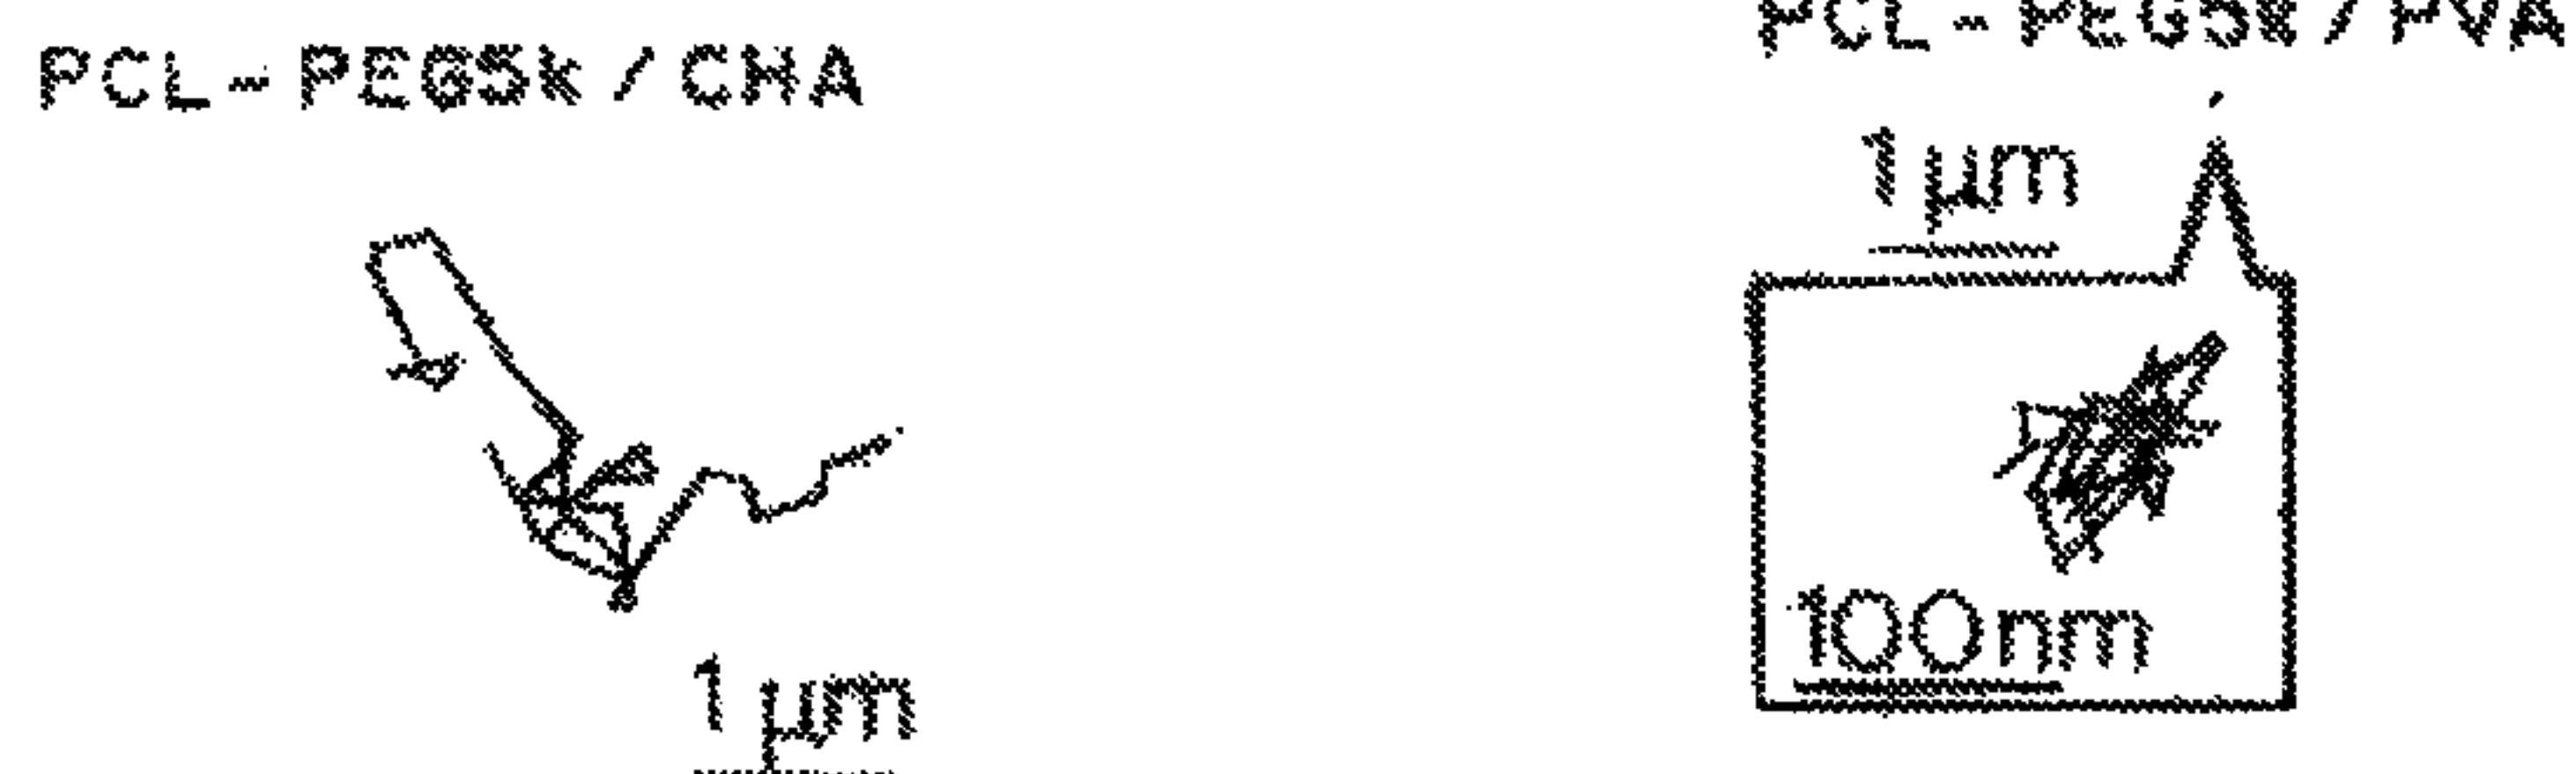 PCL-PEG5k/CHA
PCL-PEG5k/PVA
1 µm
100nm
1 µm